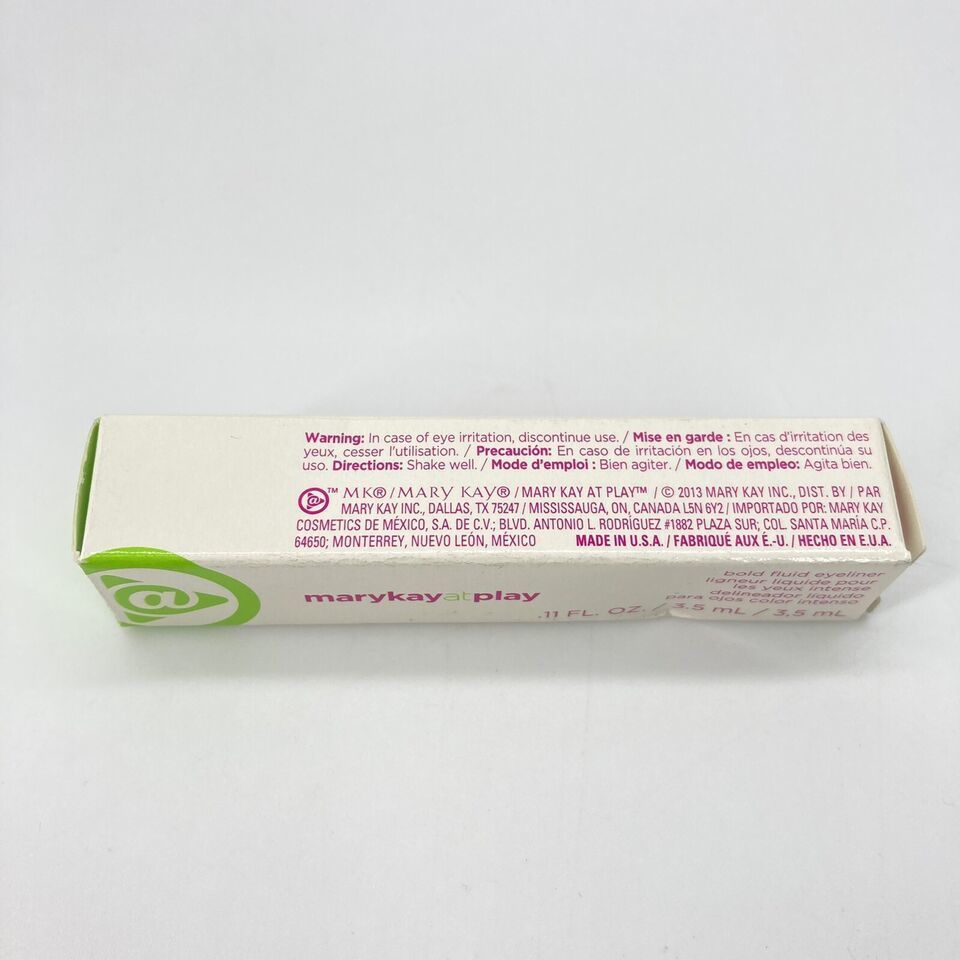 Warning: In case of eye irritation, discontinue use. / Mise en garde : En cas d'irritation des
yeux, cesser l'utilisation. / Precaución: En caso de irritación en los ojos, descontinúa su
uso. Directions: Shake well. / Mode d'emploi : Bien agiter. / Modo de empleo: Agita bien.
@™ MK® / MARY KAY® / MARY KAY AT PLAY™ / © 2013 MARY KAY INC., DIST. BY / PAR
MARY KAY INC., DALLAS, TX 75247 / MISSISSAUGA, ON, CANADA L5N 6Y2 / IMPORTADO POR: MARY KAY
COSMETICS DE MÉXICO, S.A. DE C.V.; BLVD. ANTONIO L. RODRÍGUEZ #1882 PLAZA SUR; COL. SANTA MARÍA C.P.
64650; MONTERREY, NUEVO LEÓN, MÉXICO MADE IN U.S.A. / FABRIQUÉ AUX É.-U. / HECHO EN E.U.A.
@ marykayatplay
bold fluid eyeliner
ligneur liquide pour
les yeux intense
delineador líquido
para ojos color intenso
.11 FL. OZ. / 3.5 mL / 3,5 mL